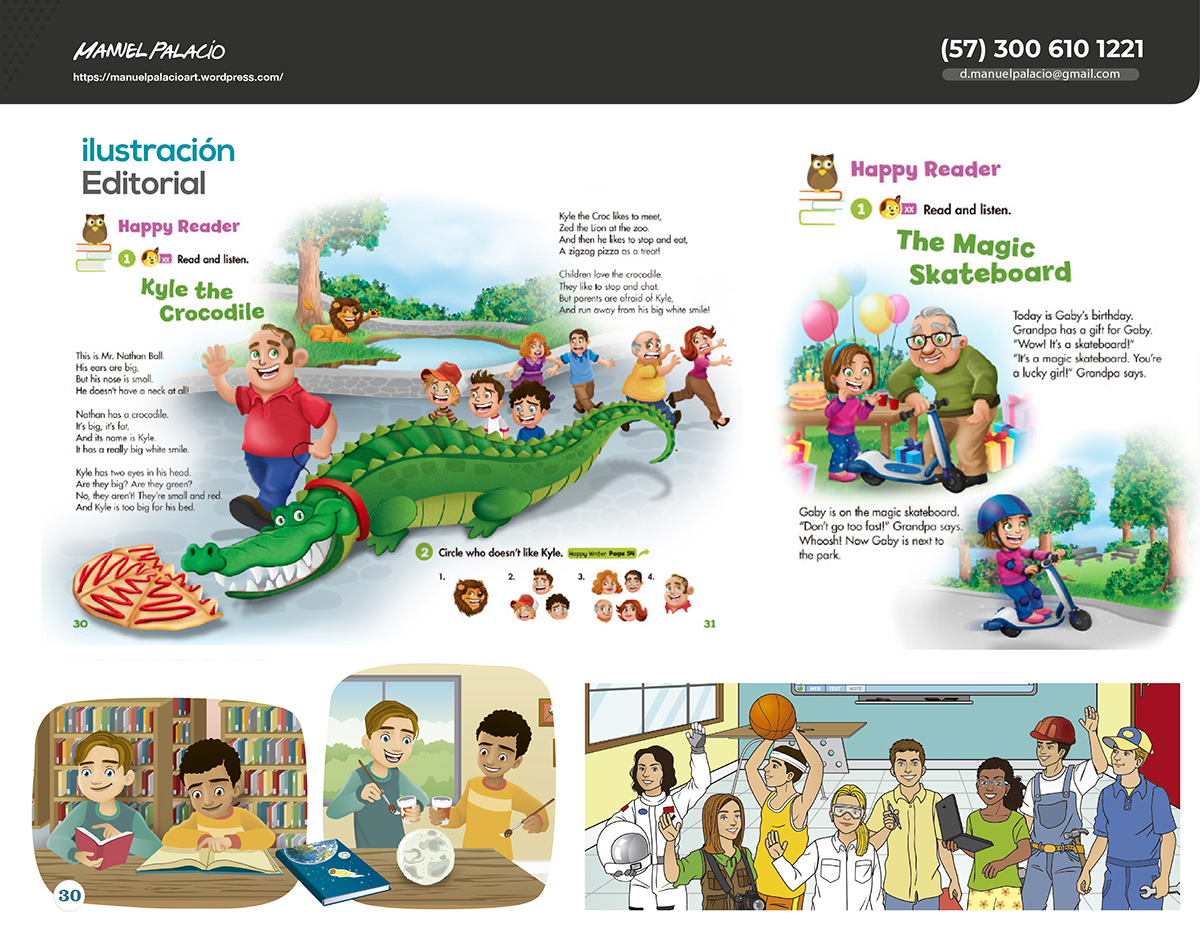 MANUEL PALACIO
https://manuelpalacioart.wordpress.com/
(57) 300 610 1221
d.manuelpalacio@gmail.com
ilustración
Editorial
Happy Reader
1 xx Read and listen.
Kyle the
Crocodile
This is Mr. Nathan Ball.
His ears are big,
But his nose is small.
He doesn't have a neck at all!
Nathan has a crocodile.
It's big, it's fat,
And its name is Kyle.
It has a really big white smile.
Kyle has two eyes in his head.
Are they big? Are they green?
No, they aren't! They're small and red.
And Kyle is too big for his bed.
Kyle the Croc likes to meet,
Zed the Lion at the zoo.
And then he likes to stop and eat,
A zigzag pizza as a treat!
Children love the crocodile.
They like to stop and chat.
But parents are afraid of Kyle,
And run away from his big white smile!
2 Circle who doesn't like Kyle. Happy Writer Page 54
1. 2. 3. 4.
30
31
Happy Reader
1 xx Read and listen.
The Magic
Skateboard
Today is Gaby's birthday.
Grandpa has a gift for Gaby.
"Wow! It's a skateboard!"
"It's a magic skateboard. You're
a lucky girl!" Grandpa says.
Gaby is on the magic skateboard.
"Don't go too fast!" Grandpa says.
Whoosh! Now Gaby is next to
the park.
30
WEB TEXT NOTE